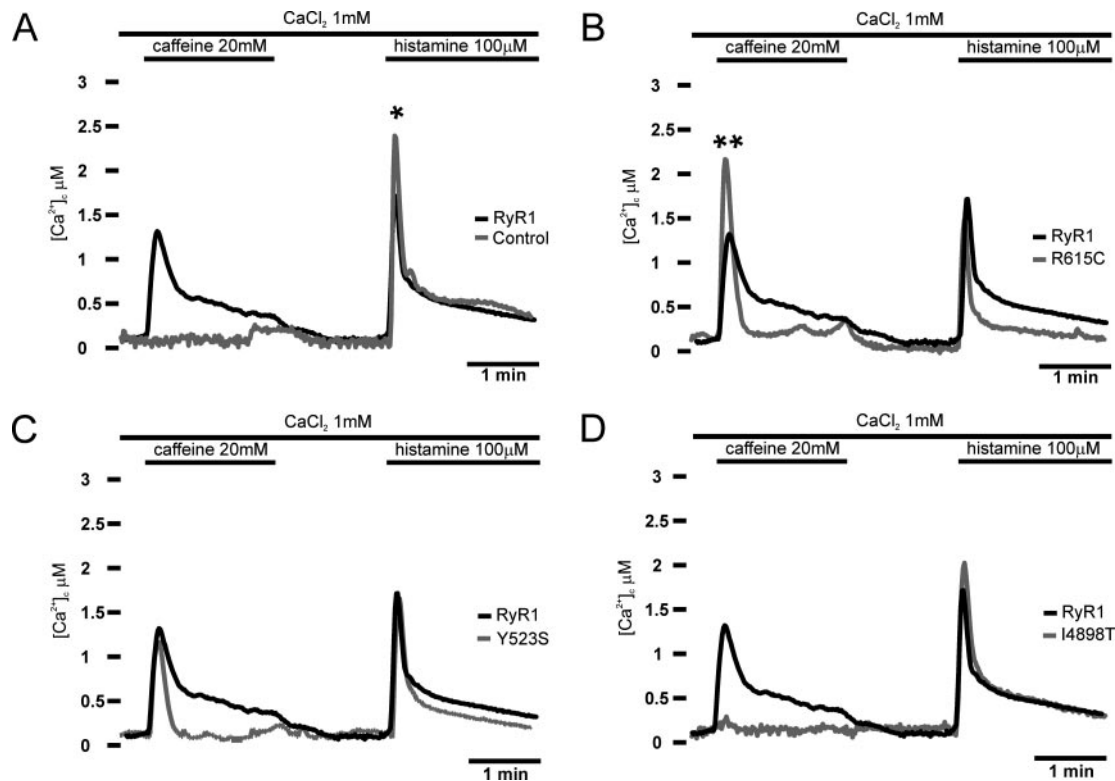 A
CaCl₂ 1mM
caffeine 20mM
histamine 100μM
3
2.5
2
1.5
1
0.5
0
[Ca²⁺]c μM
*
RyR1
Control
1 min
B
CaCl₂ 1mM
caffeine 20mM
histamine 100μM
3
2.5
2
1.5
1
0.5
0
[Ca²⁺]c μM
**
RyR1
R615C
1 min
C
CaCl₂ 1mM
caffeine 20mM
histamine 100μM
3
2.5
2
1.5
1
0.5
0
[Ca²⁺]c μM
RyR1
Y523S
1 min
D
CaCl₂ 1mM
caffeine 20mM
histamine 100μM
3
2.5
2
1.5
1
0.5
0
[Ca²⁺]c μM
RyR1
I4898T
1 min